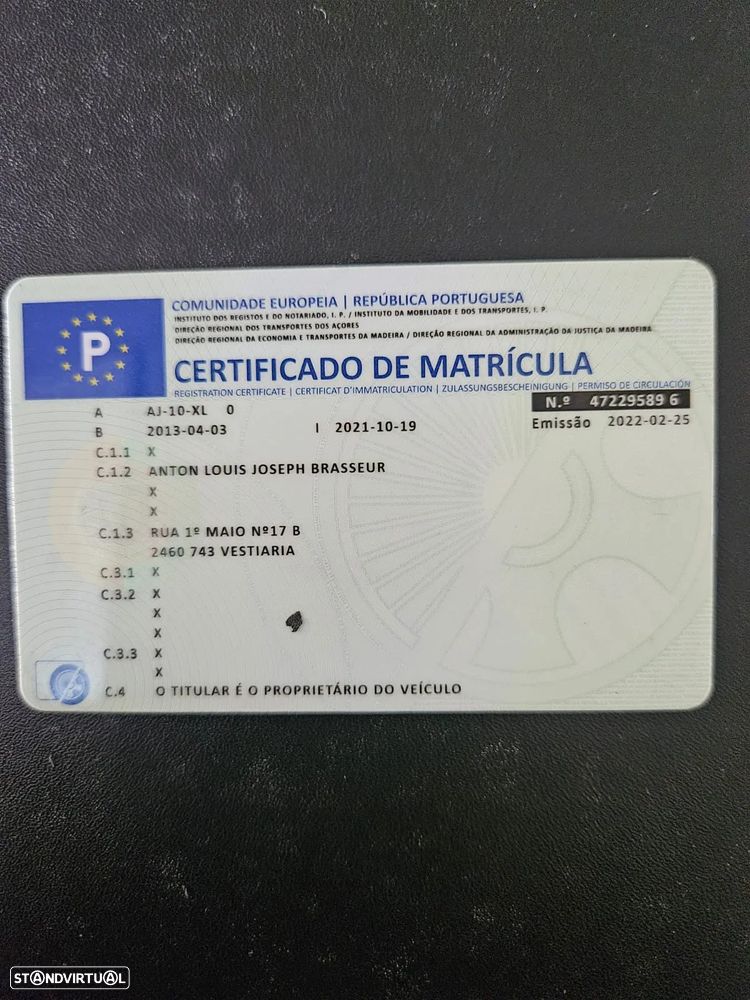 COMUNIDADE EUROPEIA | REPÚBLICA PORTUGUESA
INSTITUTO DOS REGISTOS E DO NOTARIADO, I. P. / INSTITUTO DA MOBILIDADE E DOS TRANSPORTES, I. P.
DIREÇÃO REGIONAL DOS TRANSPORTES DOS AÇORES
DIREÇÃO REGIONAL DA ECONOMIA E TRANSPORTES DA MADEIRA / DIREÇÃO REGIONAL DA ADMINISTRAÇÃO DA JUSTIÇA DA MADEIRA
P
CERTIFICADO DE MATRÍCULA
REGISTRATION CERTIFICATE | CERTIFICAT D'IMMATRICULATION | ZULASSUNGSBESCHEINIGUNG | PERMISO DE CIRCULACIÓN
A AJ-10-XL 0 N.º 47229589 6
B 2013-04-03 I 2021-10-19 Emissão 2022-02-25
C.1.1 X
C.1.2 ANTON LOUIS JOSEPH BRASSEUR
X
X
C.1.3 RUA 1º MAIO Nº17 B
2460 743 VESTIARIA
C.3.1 X
C.3.2 X
X
X
C.3.3 X
X
C.4 O TITULAR É O PROPRIETÁRIO DO VEÍCULO
STANDVIRTUAL